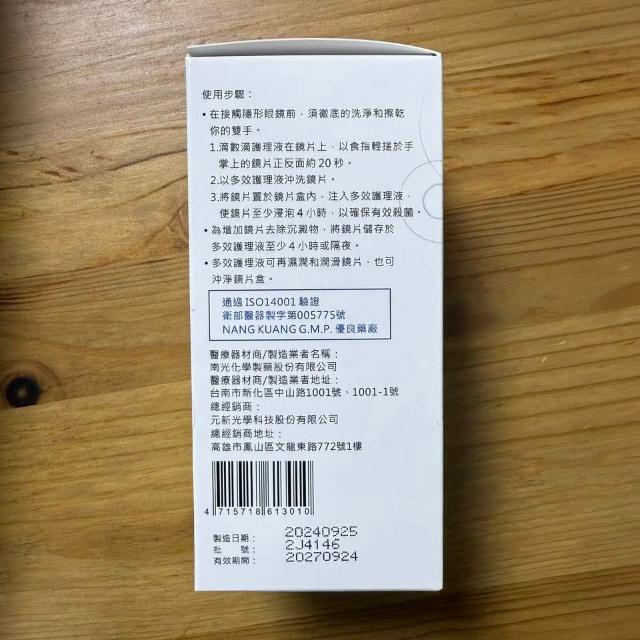 使用步驟：
•在接觸隱形眼鏡前，須徹底的洗淨和擦乾
你的雙手。
1.滴數滴護理液在鏡片上，以食指輕搓於手
掌上的鏡片正反面約20秒。
2.以多效護理液沖洗鏡片。
3.將鏡片置於鏡片盒內，注入多效護理液，
使鏡片至少浸泡4小時，以確保有效殺菌。
•為增加鏡片去除沉澱物，將鏡片儲存於
多效護理液至少4小時或隔夜。
•多效護理液可再濕潤和潤滑鏡片，也可
沖淨鏡片盒。
通過ISO14001驗證
衛部醫器製字第005775號
NANG KUANG G.M.P. 優良藥廠
醫療器材商/製造業者名稱：
南光化學製藥股份有限公司
醫療器材商/製造業者地址：
台南市新化區中山路1001號、1001-1號
總經銷商：
元新光學科技股份有限公司
總經銷商地址：
高雄市鳳山區文龍東路772號1樓
4 715718 613010
製造日期： 20240925
批 號： 2J4146
有效期間： 20270924